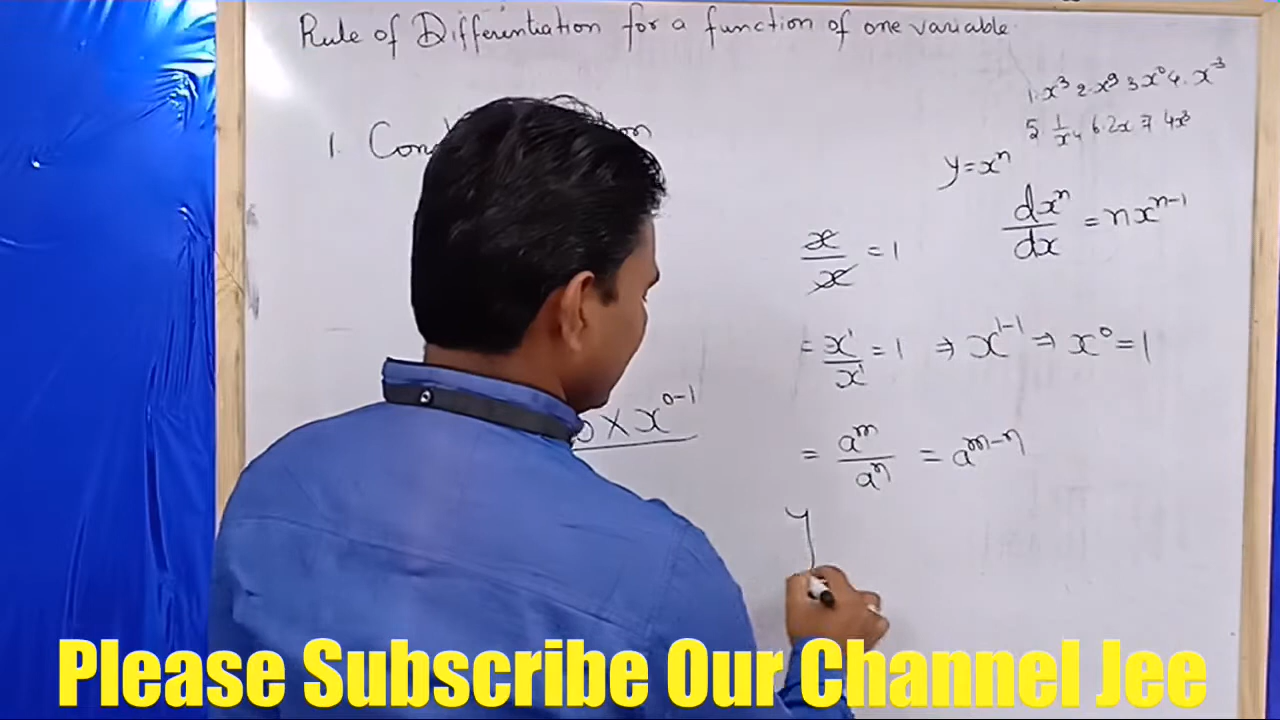 Rule of Differentiation for a function of one variable.
1. x³ 2. x⁹ 3 x⁰ 4. x⁻³
5 1/x⁴ 6. 2x 7 4x³
1.
y = xⁿ
dxⁿ/dx = nxⁿ⁻¹
x/x = 1
= x¹/x¹ = 1 ⇒ x¹⁻¹ ⇒ x⁰ = 1
0 × x⁰⁻¹
= aᵐ/aⁿ = aᵐ⁻ⁿ
y
Please Subscribe Our Channel Jee